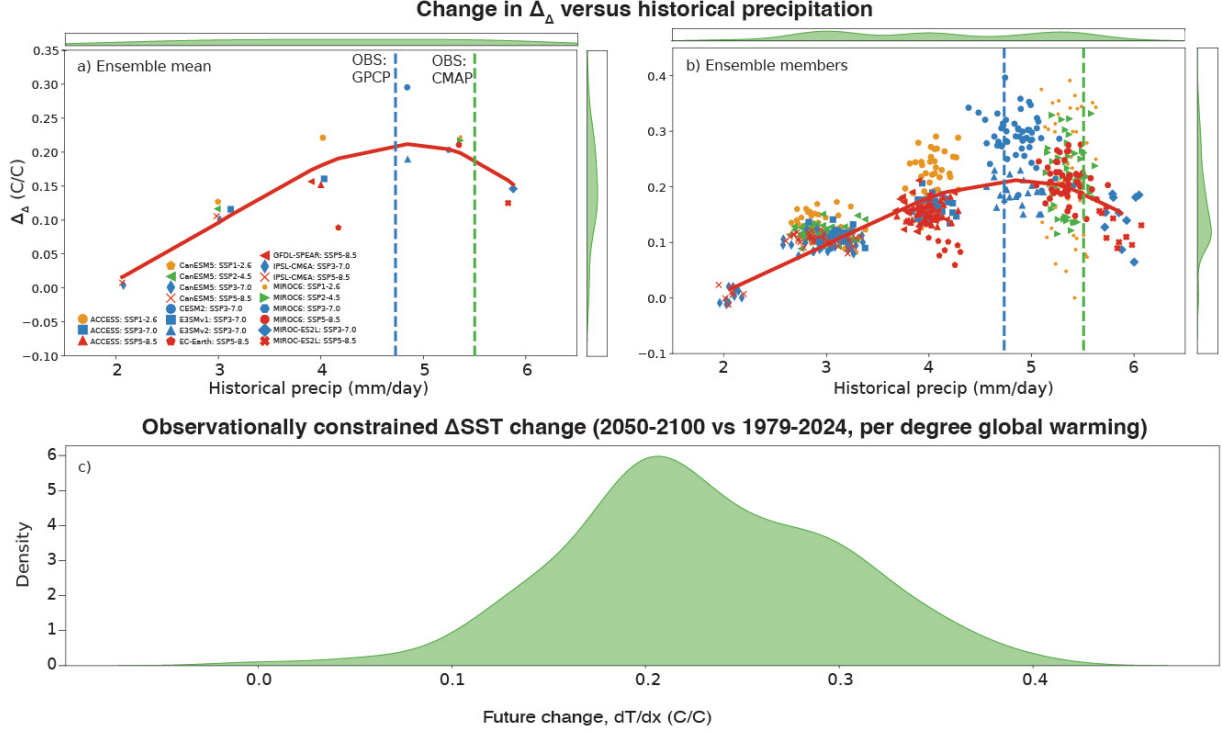 Change in Δ_Δ versus historical precipitation
a) Ensemble mean
OBS:
GPCP
OBS:
CMAP
0.35
0.30
0.25
0.20
0.15
0.10
0.05
0.00
−0.05
−0.10
Δ_Δ (C/C)
ACCESS: SSP1-2.6
ACCESS: SSP3-7.0
ACCESS: SSP5-8.5
CanESM5: SSP1-2.6
CanESM5: SSP2-4.5
CanESM5: SSP3-7.0
CanESM5: SSP5-8.5
CESM2: SSP3-7.0
E3SMv1: SSP3-7.0
E3SMv2: SSP3-7.0
EC-Earth: SSP5-8.5
GFDL-SPEAR: SSP5-8.5
IPSL-CM6A: SSP3-7.0
IPSL-CM6A: SSP5-8.5
MIROC6: SSP1-2.6
MIROC6: SSP2-4.5
MIROC6: SSP3-7.0
MIROC6: SSP5-8.5
MIROC-ES2L: SSP3-7.0
MIROC-ES2L: SSP5-8.5
2 3 4 5 6
Historical precip (mm/day)
b) Ensemble members
0.4
0.3
0.2
0.1
0.0
−0.1
2 3 4 5 6
Historical precip (mm/day)
Observationally constrained ΔSST change (2050-2100 vs 1979-2024, per degree global warming)
c)
6
5
4
3
2
1
0
Density
0.0 0.1 0.2 0.3 0.4
Future change, dT/dx (C/C)